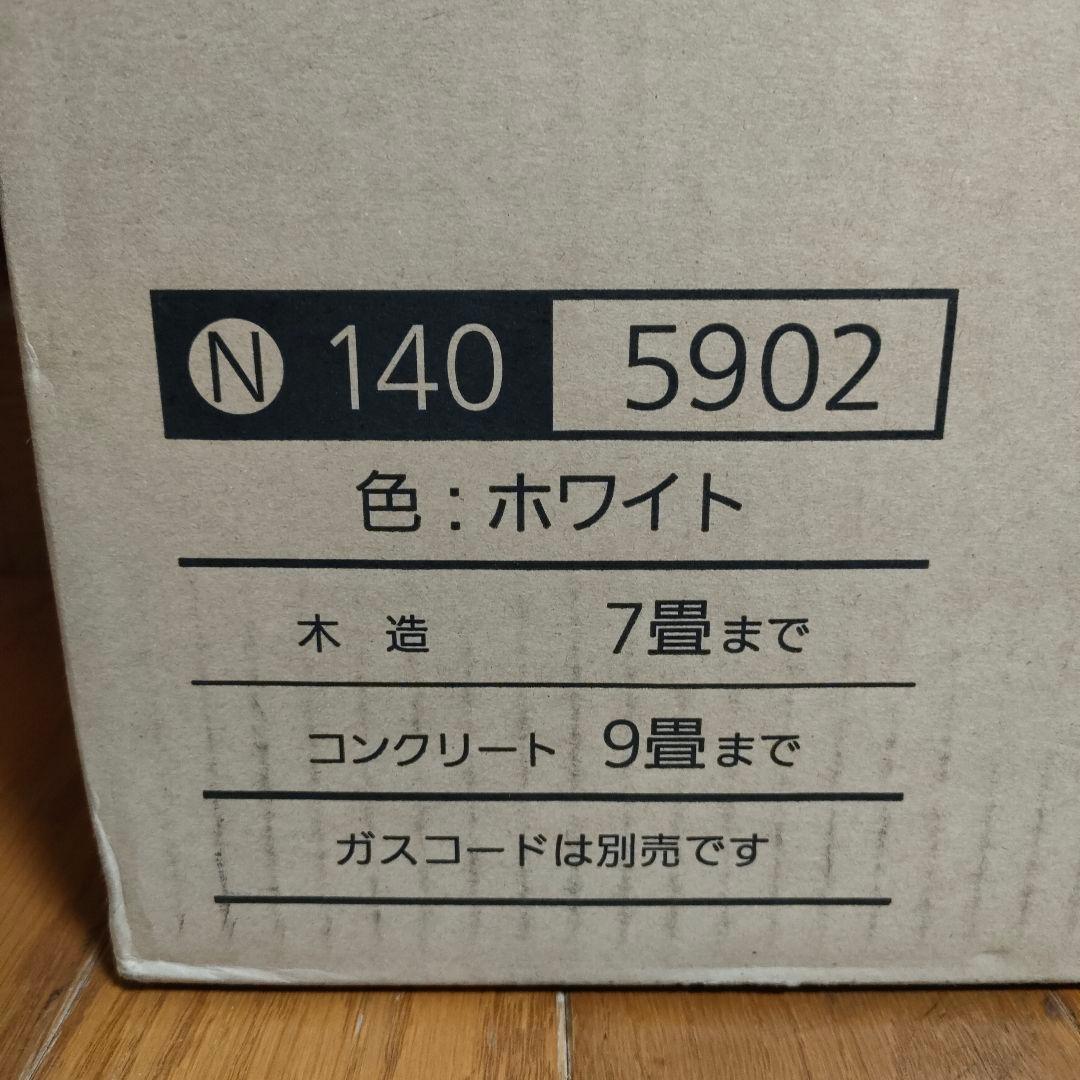 Ⓝ 140 5902
色：ホワイト
木 造 7畳まで
コンクリート 9畳まで
ガスコードは別売です